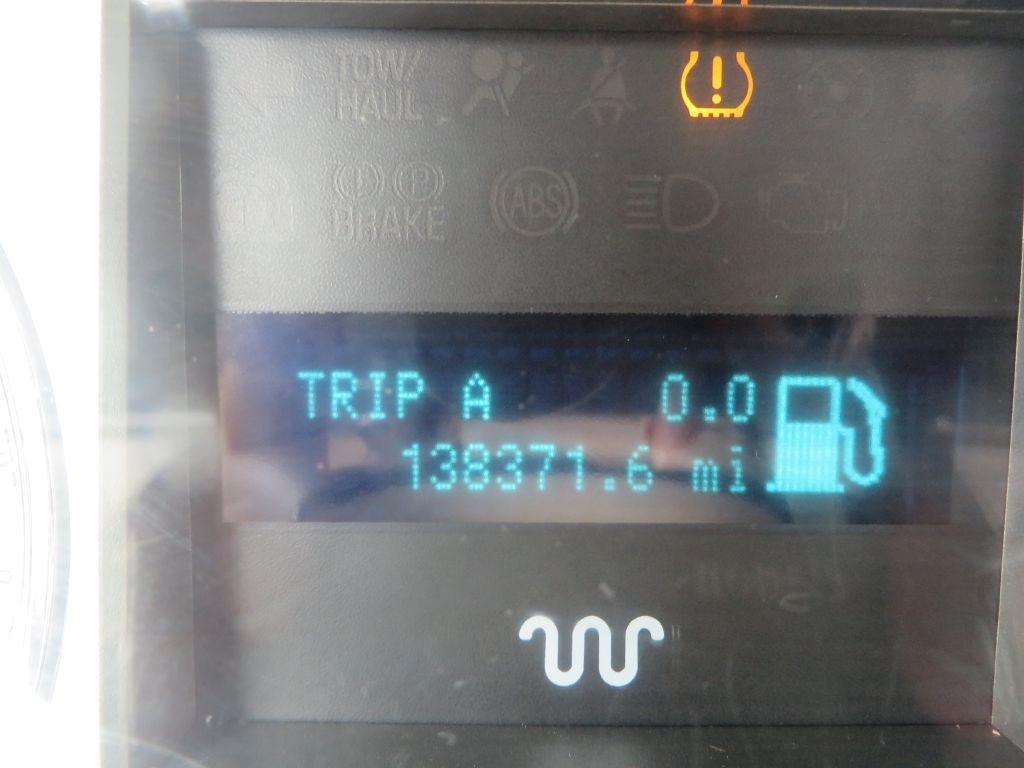 TOW/
HAUL
BRAKE
P
ABS
TRIP A 0.0
138371.6 mi